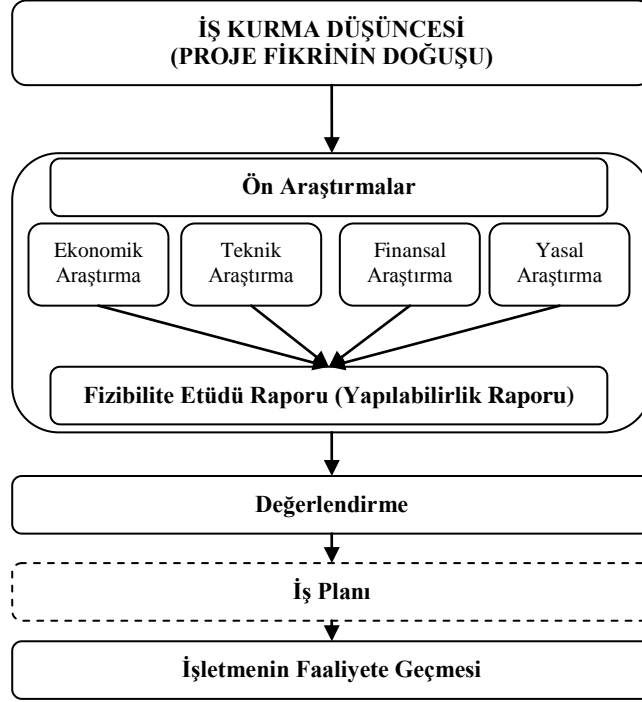 İŞ KURMA DÜŞÜNCESİ
(PROJE FİKRİNİN DOĞUŞU)
Ön Araştırmalar
Ekonomik
Araştırma
Teknik
Araştırma
Finansal
Araştırma
Yasal
Araştırma
Fizibilite Etüdü Raporu (Yapılabilirlik Raporu)
Değerlendirme
İş Planı
İşletmenin Faaliyete Geçmesi